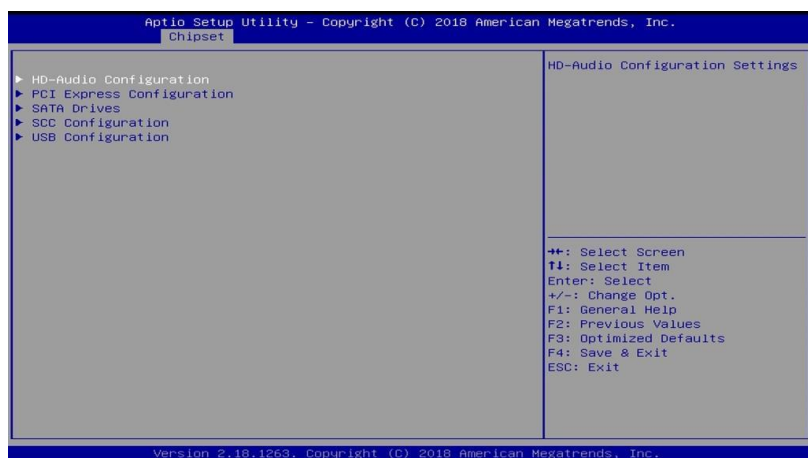 Aptio Setup Utility – Copyright (C) 2018 American Megatrends, Inc.
Chipset
▶ HD-Audio Configuration
▶ PCI Express Configuration
▶ SATA Drives
▶ SCC Configuration
▶ USB Configuration
HD-Audio Configuration Settings
→←: Select Screen
↑↓: Select Item
Enter: Select
+/-: Change Opt.
F1: General Help
F2: Previous Values
F3: Optimized Defaults
F4: Save & Exit
ESC: Exit
Version 2.18.1263. Copyright (C) 2018 American Megatrends, Inc.